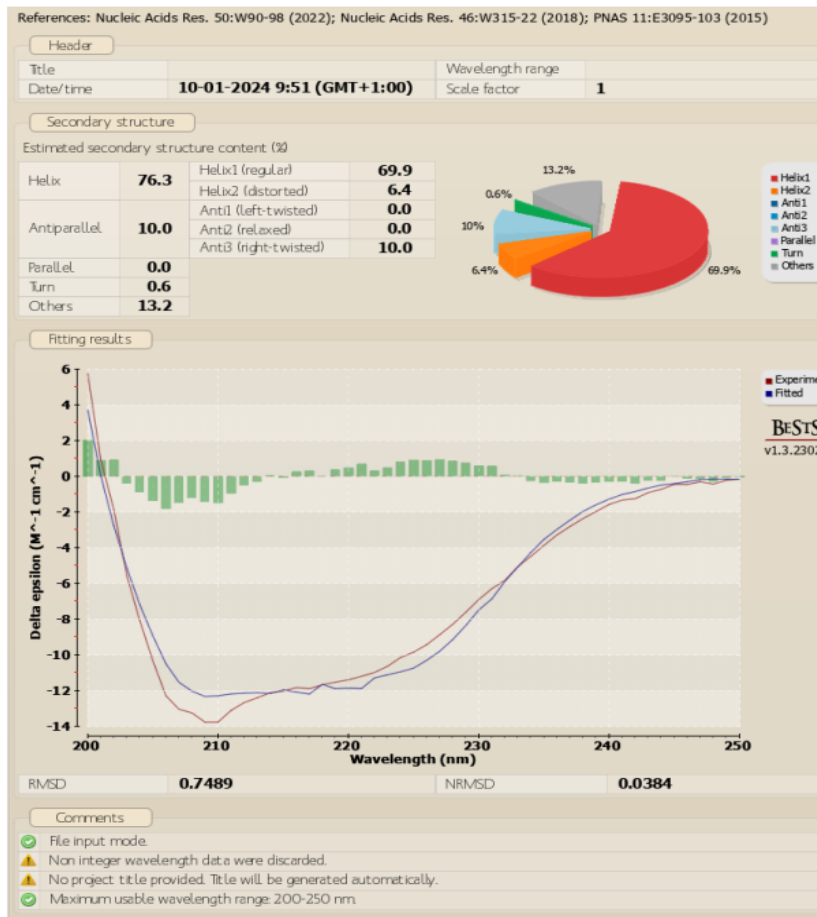 References: Nucleic Acids Res. 50:W90-98 (2022); Nucleic Acids Res. 46:W315-22 (2018); PNAS 11:E3095-103 (2015)
Header
Title Wavelength range
Date/time 10-01-2024 9:51 (GMT+1:00) Scale factor 1
Secondary structure
Estimated secondary structure content (%)
Helix 76.3 Helix1 (regular) 69.9
Helix2 (distorted) 6.4
Antiparallel 10.0 Anti1 (left-twisted) 0.0
Anti2 (relaxed) 0.0
Anti3 (right-twisted) 10.0
Parallel 0.0
Turn 0.6
Others 13.2
13.2%
0.6%
10%
6.4%
69.9%
Helix1
Helix2
Anti1
Anti2
Anti3
Parallel
Turn
Others
Fitting results
6
4
2
0
-2
-4
-6
-8
-10
-12
-14
Delta epsilon (M^-1 cm^-1)
200 210 220 230 240 250
Wavelength (nm)
Experime
Fitted
BESTS
v1.3.2302
RMSD 0.7489 NRMSD 0.0384
Comments
File input mode.
Non integer wavelength data were discarded.
No project title provided. Title will be generated automatically.
Maximum usable wavelength range: 200-250 nm.